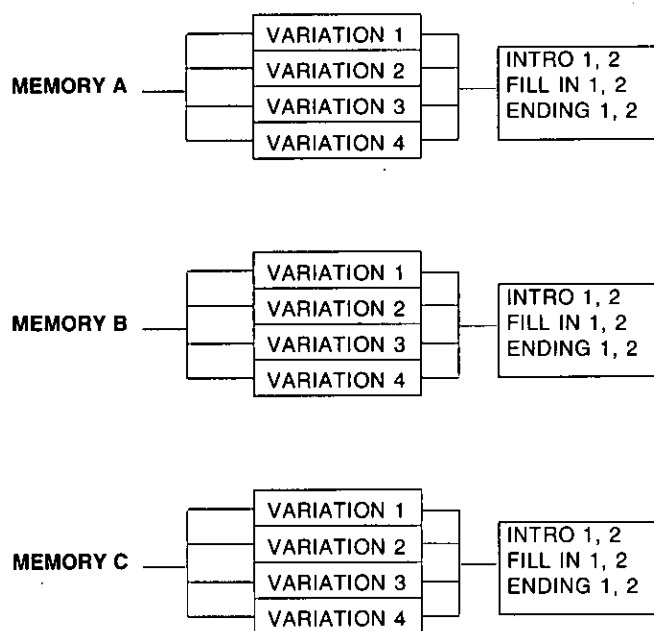 VARIATION 1
VARIATION 2
MEMORY A
VARIATION 3
VARIATION 4
INTRO 1, 2
FILL IN 1, 2
ENDING 1, 2
VARIATION 1
VARIATION 2
MEMORY B
VARIATION 3
VARIATION 4
INTRO 1, 2
FILL IN 1, 2
ENDING 1, 2
VARIATION 1
VARIATION 2
MEMORY C
VARIATION 3
VARIATION 4
INTRO 1, 2
FILL IN 1, 2
ENDING 1, 2